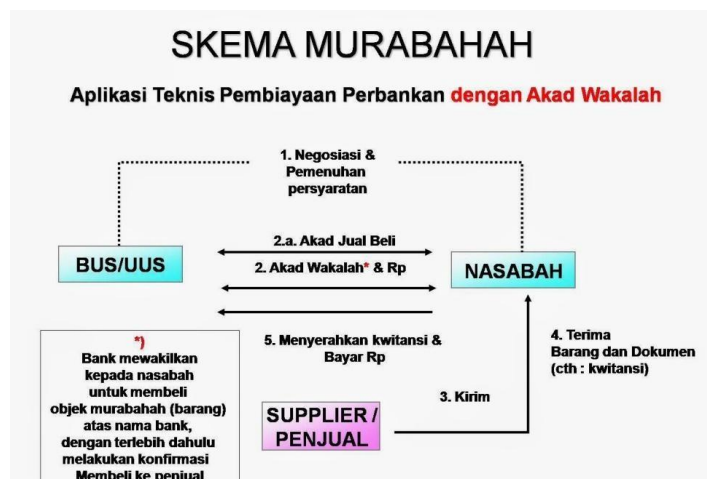 SKEMA MURABAHAH
Aplikasi Teknis Pembiayaan Perbankan dengan Akad Wakalah
1. Negosiasi &
Pemenuhan
persyaratan
2.a. Akad Jual Beli
2. Akad Wakalah* & Rp
BUS/UUS
NASABAH
5. Menyerahkan kwitansi &
Bayar Rp
4. Terima
Barang dan Dokumen
(cth : kwitansi)
3. Kirim
SUPPLIER /
PENJUAL
*)
Bank mewakilkan
kepada nasabah
untuk membeli
objek murabahah (barang)
atas nama bank,
dengan terlebih dahulu
melakukan konfirmasi
Membeli ke penjual